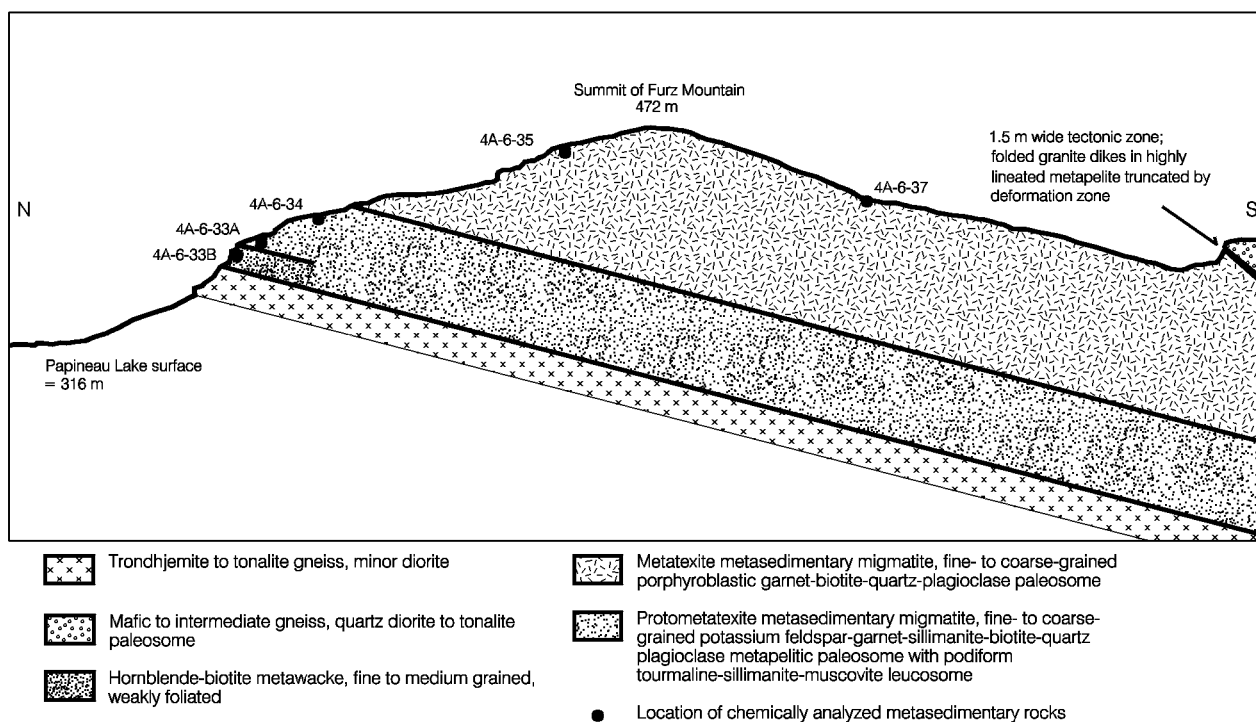 Summit of Furz Mountain
472 m
4A-6-35
1.5 m wide tectonic zone;
folded granite dikes in highly
lineated metapelite truncated by
deformation zone
4A-6-37
N
4A-6-34
S
4A-6-33A
4A-6-33B
Papineau Lake surface
= 316 m
Trondhjemite to tonalite gneiss, minor diorite
Mafic to intermediate gneiss, quartz diorite to tonalite
paleosome
Hornblende-biotite metawacke, fine to medium grained,
weakly foliated
Metatexite metasedimentary migmatite, fine- to coarse-grained
porphyroblastic garnet-biotite-quartz-plagioclase paleosome
Protometatexite metasedimentary migmatite, fine- to coarse-
grained potassium feldspar-garnet-sillimanite-biotite-quartz
plagioclase metapelitic paleosome with podiform
tourmaline-sillimanite-muscovite leucosome
Location of chemically analyzed metasedimentary rocks